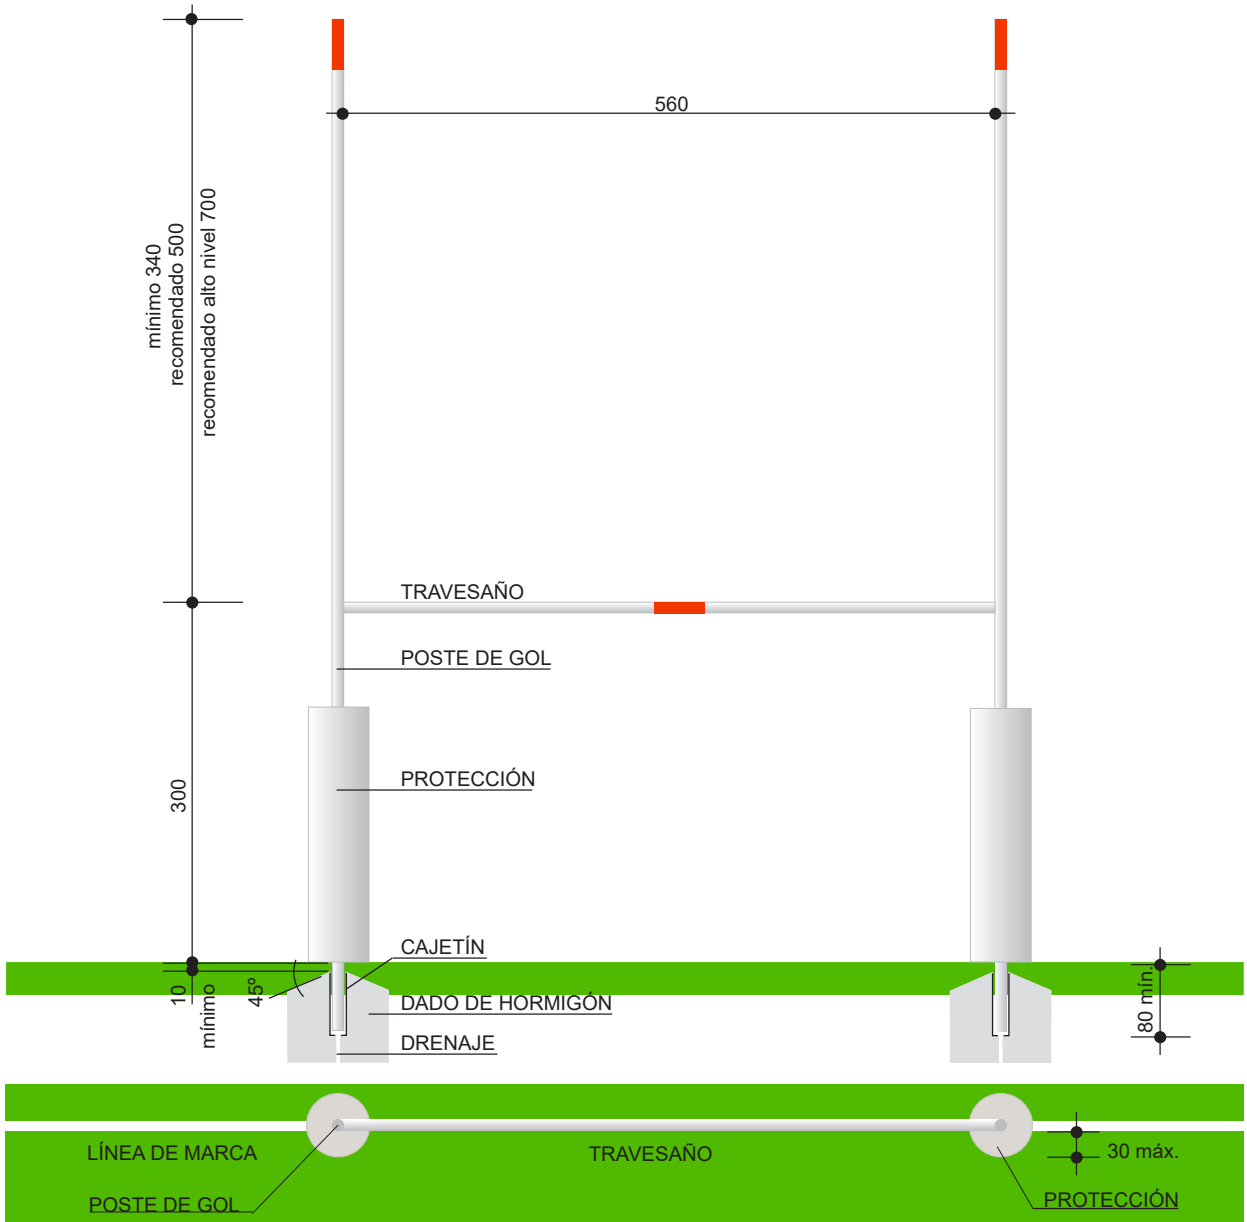 560
mínimo 340
recomendado 500
recomendado alto nivel 700
TRAVESAÑO
POSTE DE GOL
PROTECCIÓN
300
CAJETÍN
10
mínimo
45º
DADO DE HORMIGÓN
80 mín.
DRENAJE
LÍNEA DE MARCA
TRAVESAÑO
30 máx.
POSTE DE GOL
PROTECCIÓN